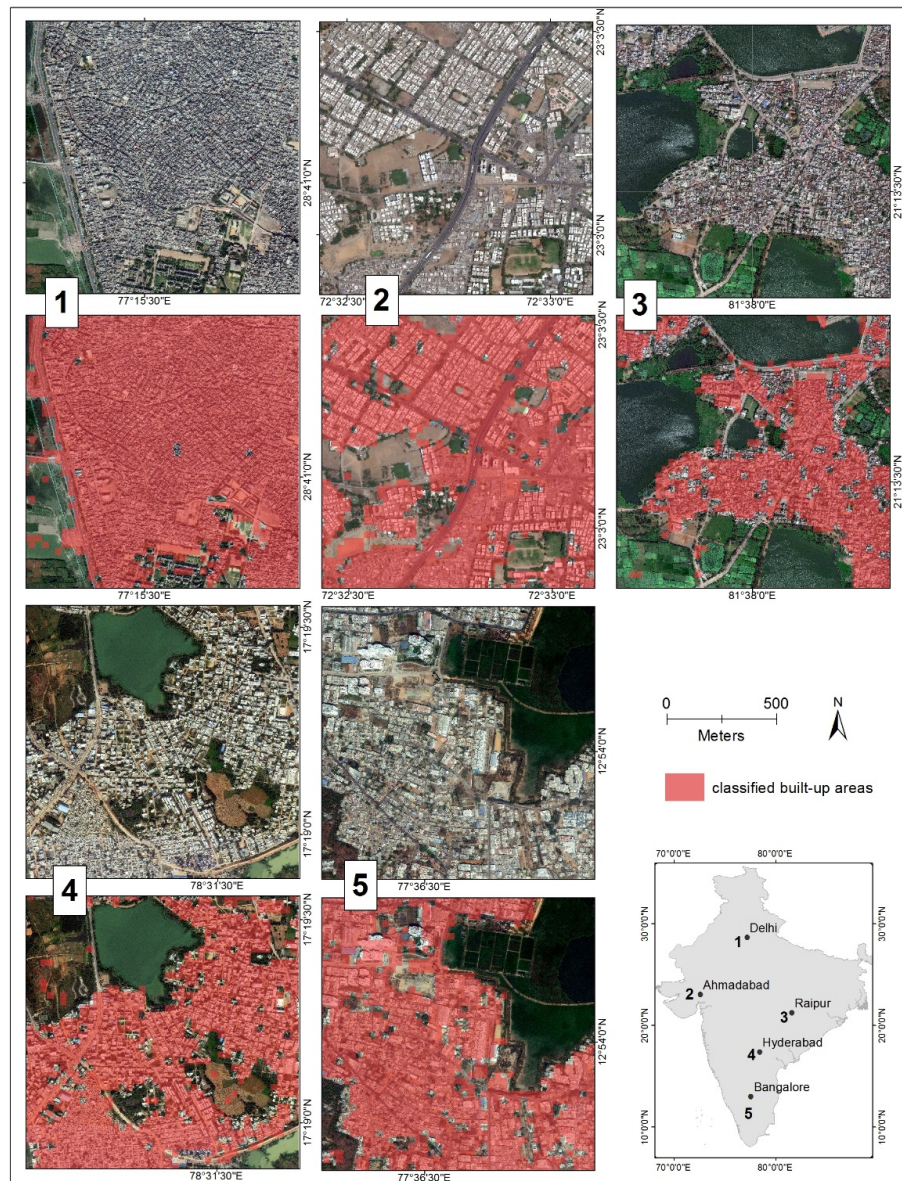 23°3'30"N
28°41'0"N
21°13'30"N
23°3'0"N
1
77°15'30"E
2
72°32'30"E
72°33'0"E
3
81°38'0"E
23°3'30"N
28°41'0"N
21°13'30"N
23°3'0"N
77°15'30"E
72°32'30"E
72°33'0"E
81°38'0"E
17°19'30"N
12°54'0"N
17°19'0"N
0
500
N
Meters
classified built-up areas
4
78°31'30"E
5
77°36'30"E
17°19'30"N
12°54'0"N
17°19'0"N
78°31'30"E
77°36'30"E
70°0'0"E
80°0'0"E
30°0'0"N
30°0'0"N
Delhi
1
Ahmadabad
2
Raipur
3
20°0'0"N
20°0'0"N
Hyderabad
4
Bangalore
5
10°0'0"N
10°0'0"N
70°0'0"E
80°0'0"E